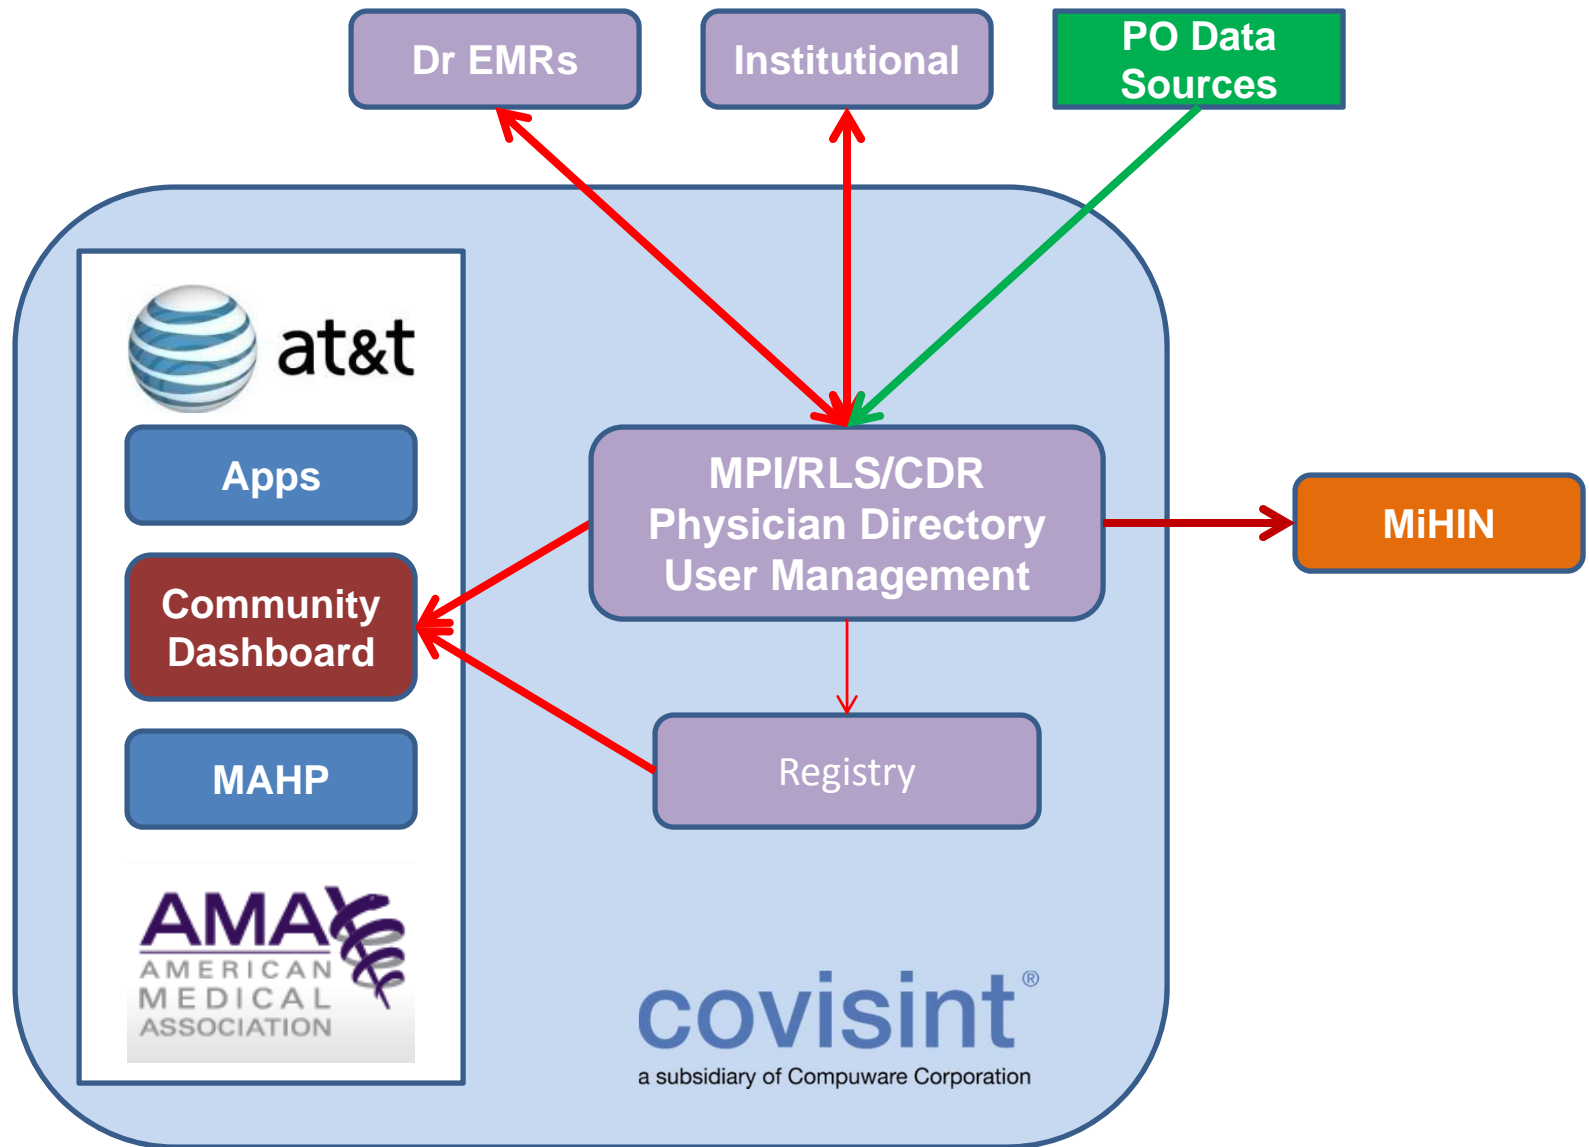 Dr EMRs
Institutional
PO Data
Sources
at&t
Apps
Community
Dashboard
MAHP
AMA
AMERICAN
MEDICAL
ASSOCIATION
MPI/RLS/CDR
Physician Directory
User Management
MiHIN
Registry
covisint®
a subsidiary of Compuware Corporation